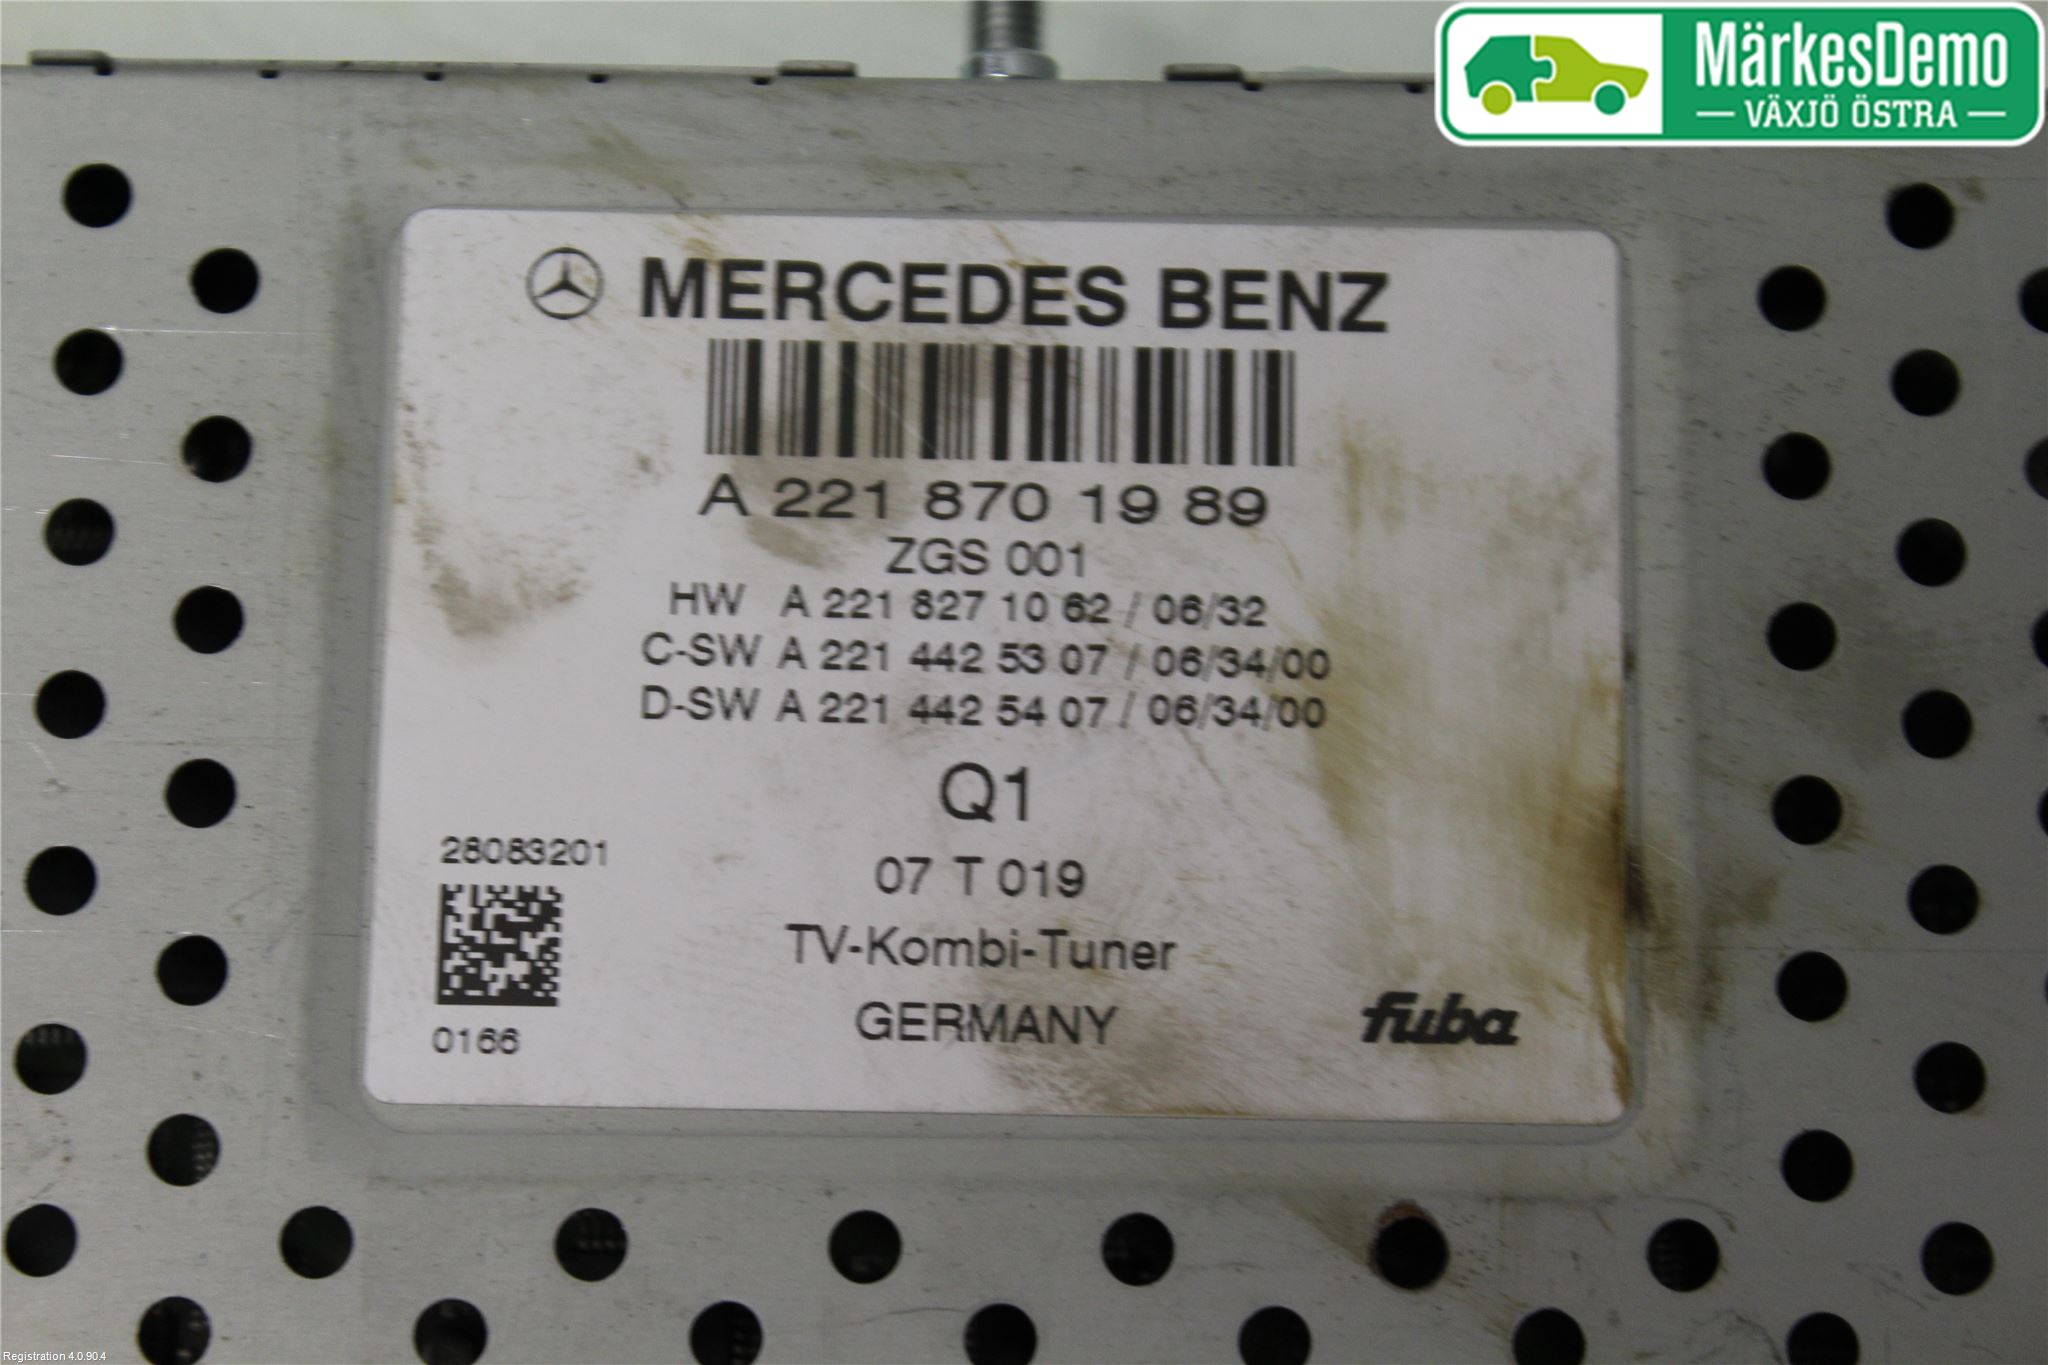 MärkesDemo
VÄXJÖ ÖSTRA
MERCEDES BENZ
A 221 870 19 89
ZGS 001
HW A 221 827 10 62 / 06/32
C-SW A 221 442 53 07 / 06/34/00
D-SW A 221 442 54 07 / 06/34/00
Q1
28083201
07 T 019
TV-Kombi-Tuner
GERMANY
fuba
0166
Registration 4.0.90.4